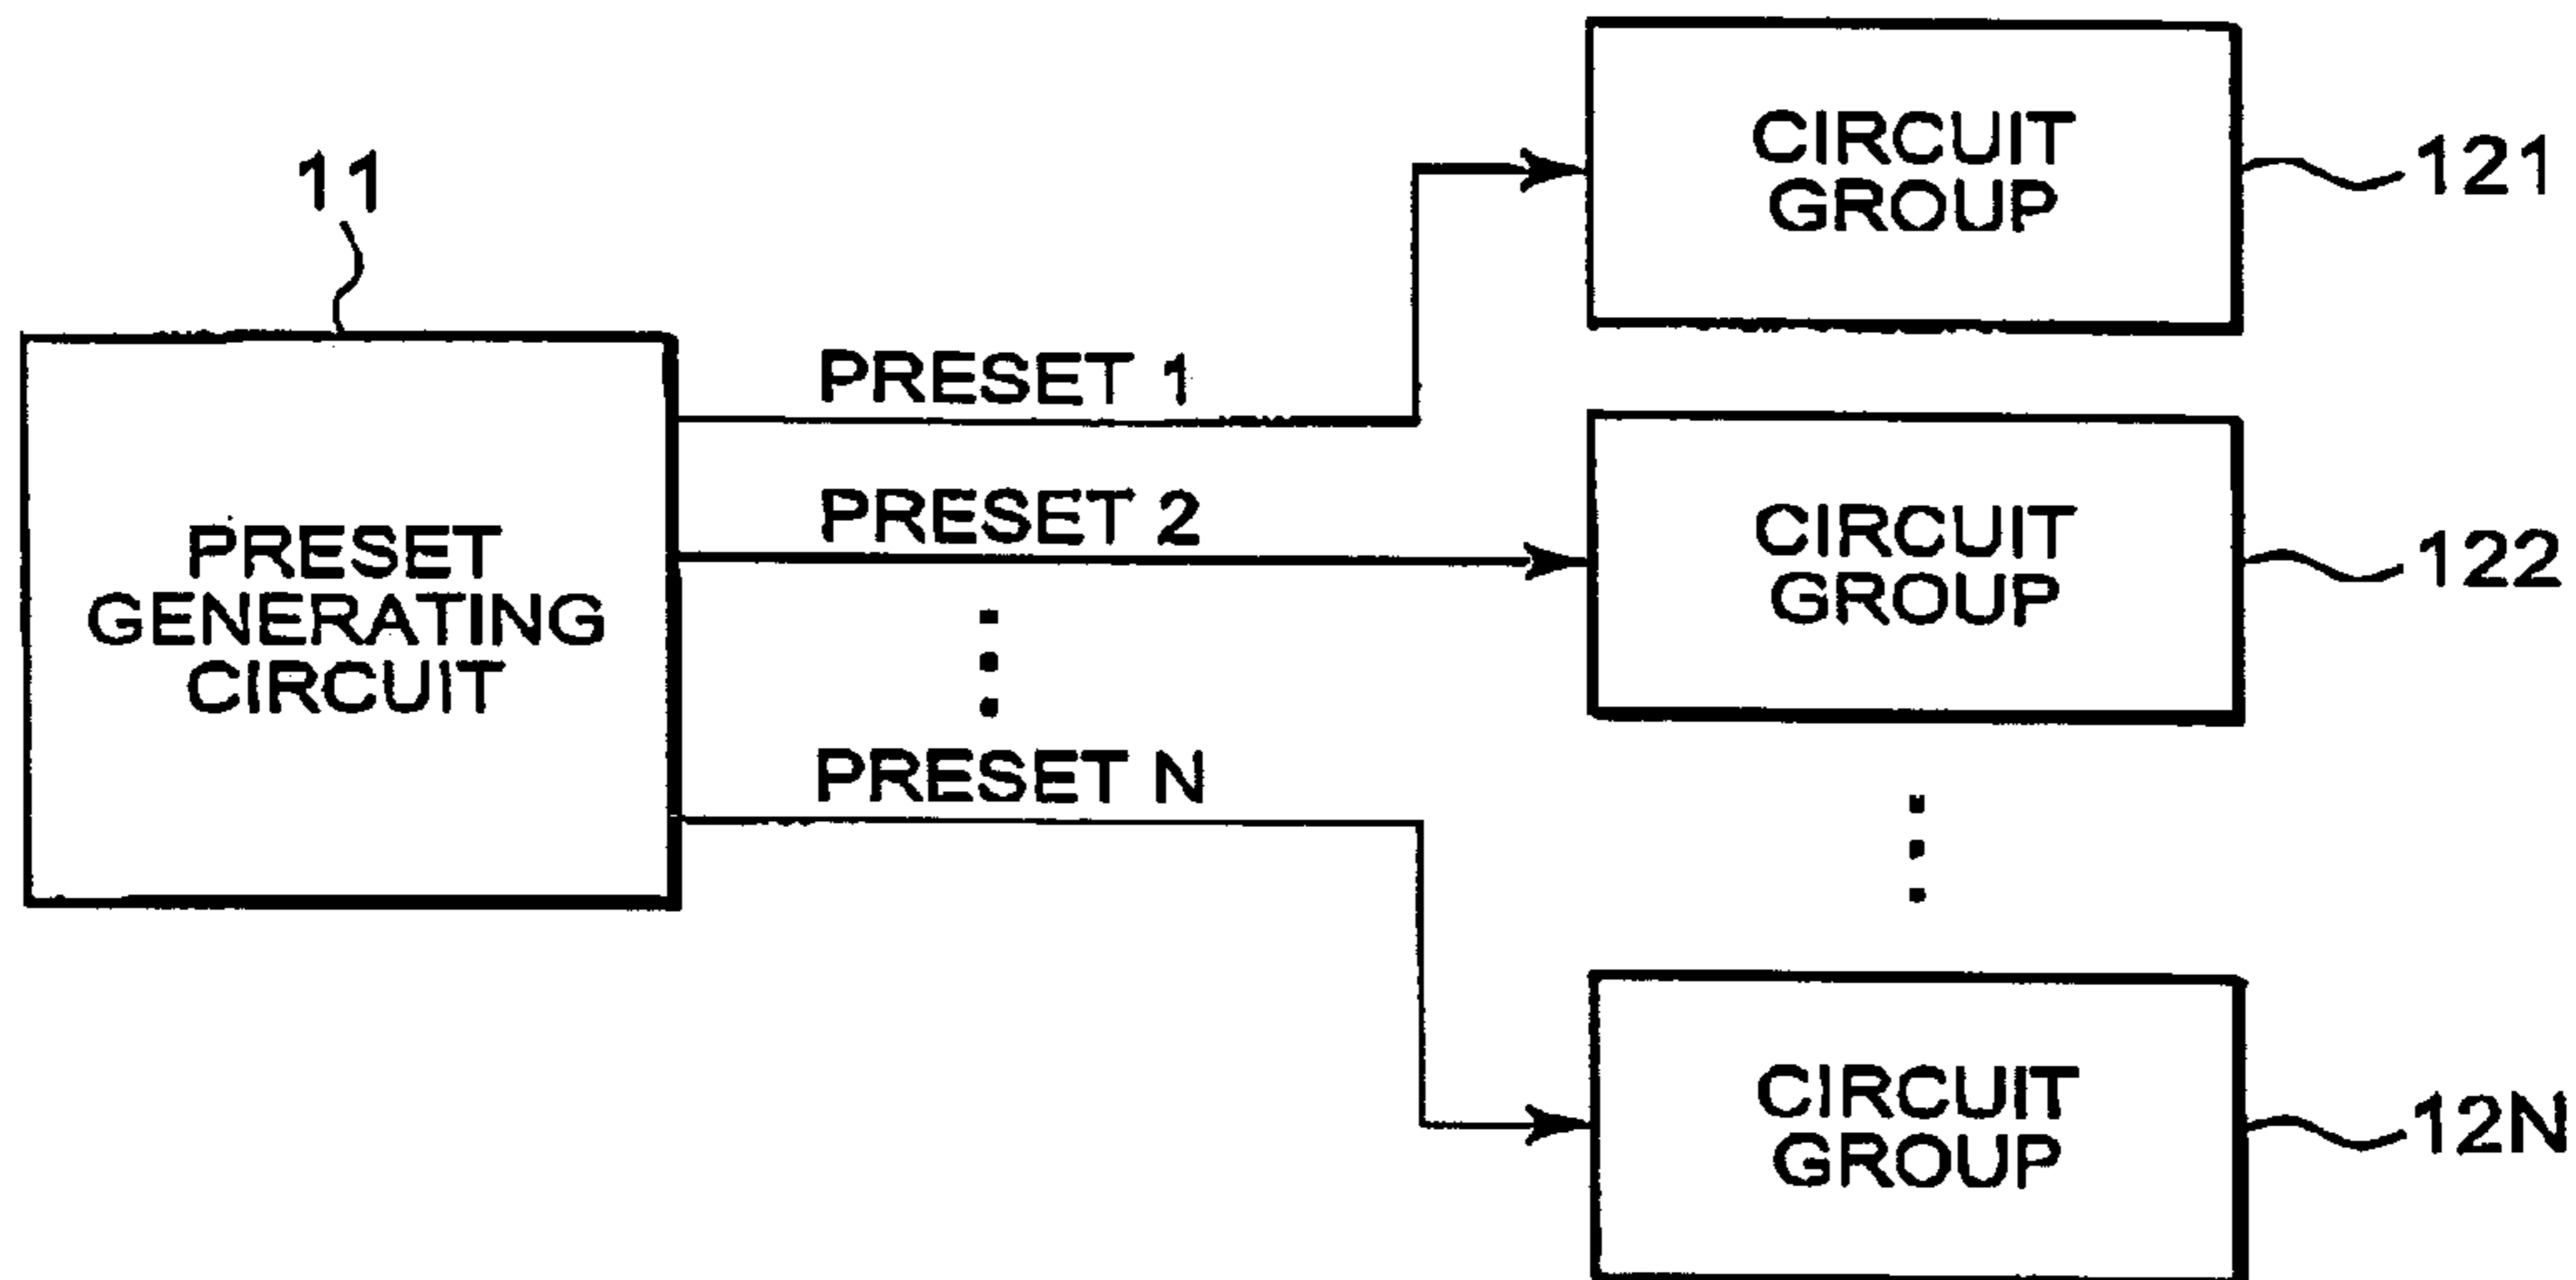 11
PRESET
GENERATING
CIRCUIT
PRESET 1
PRESET 2
PRESET N
CIRCUIT
GROUP
121
CIRCUIT
GROUP
122
CIRCUIT
GROUP
12N